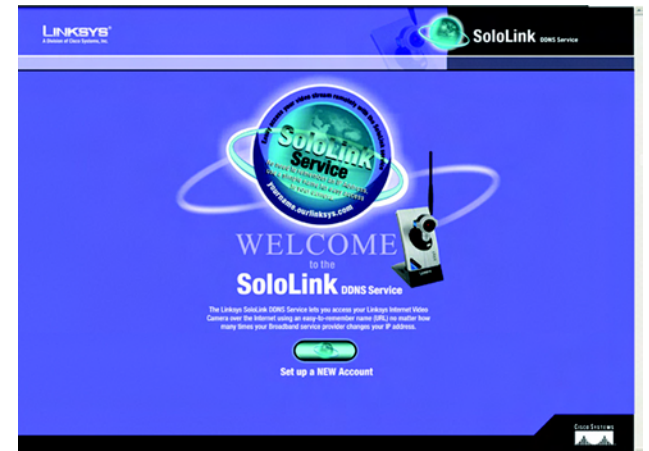 LINKSYS®
A Division of Cisco Systems, Inc.
SoloLink DDNS Service
SoloLink
Service
yourname.ourlinksys.com
WELCOME
to the
SoloLink DDNS Service
The Linksys SoloLink DDNS Service lets you access your Linksys Internet Video
Camera over the Internet using an easy-to-remember name (URL) no matter how
many times your Broadband service provider changes your IP address.
Set up a NEW Account
CISCO SYSTEMS